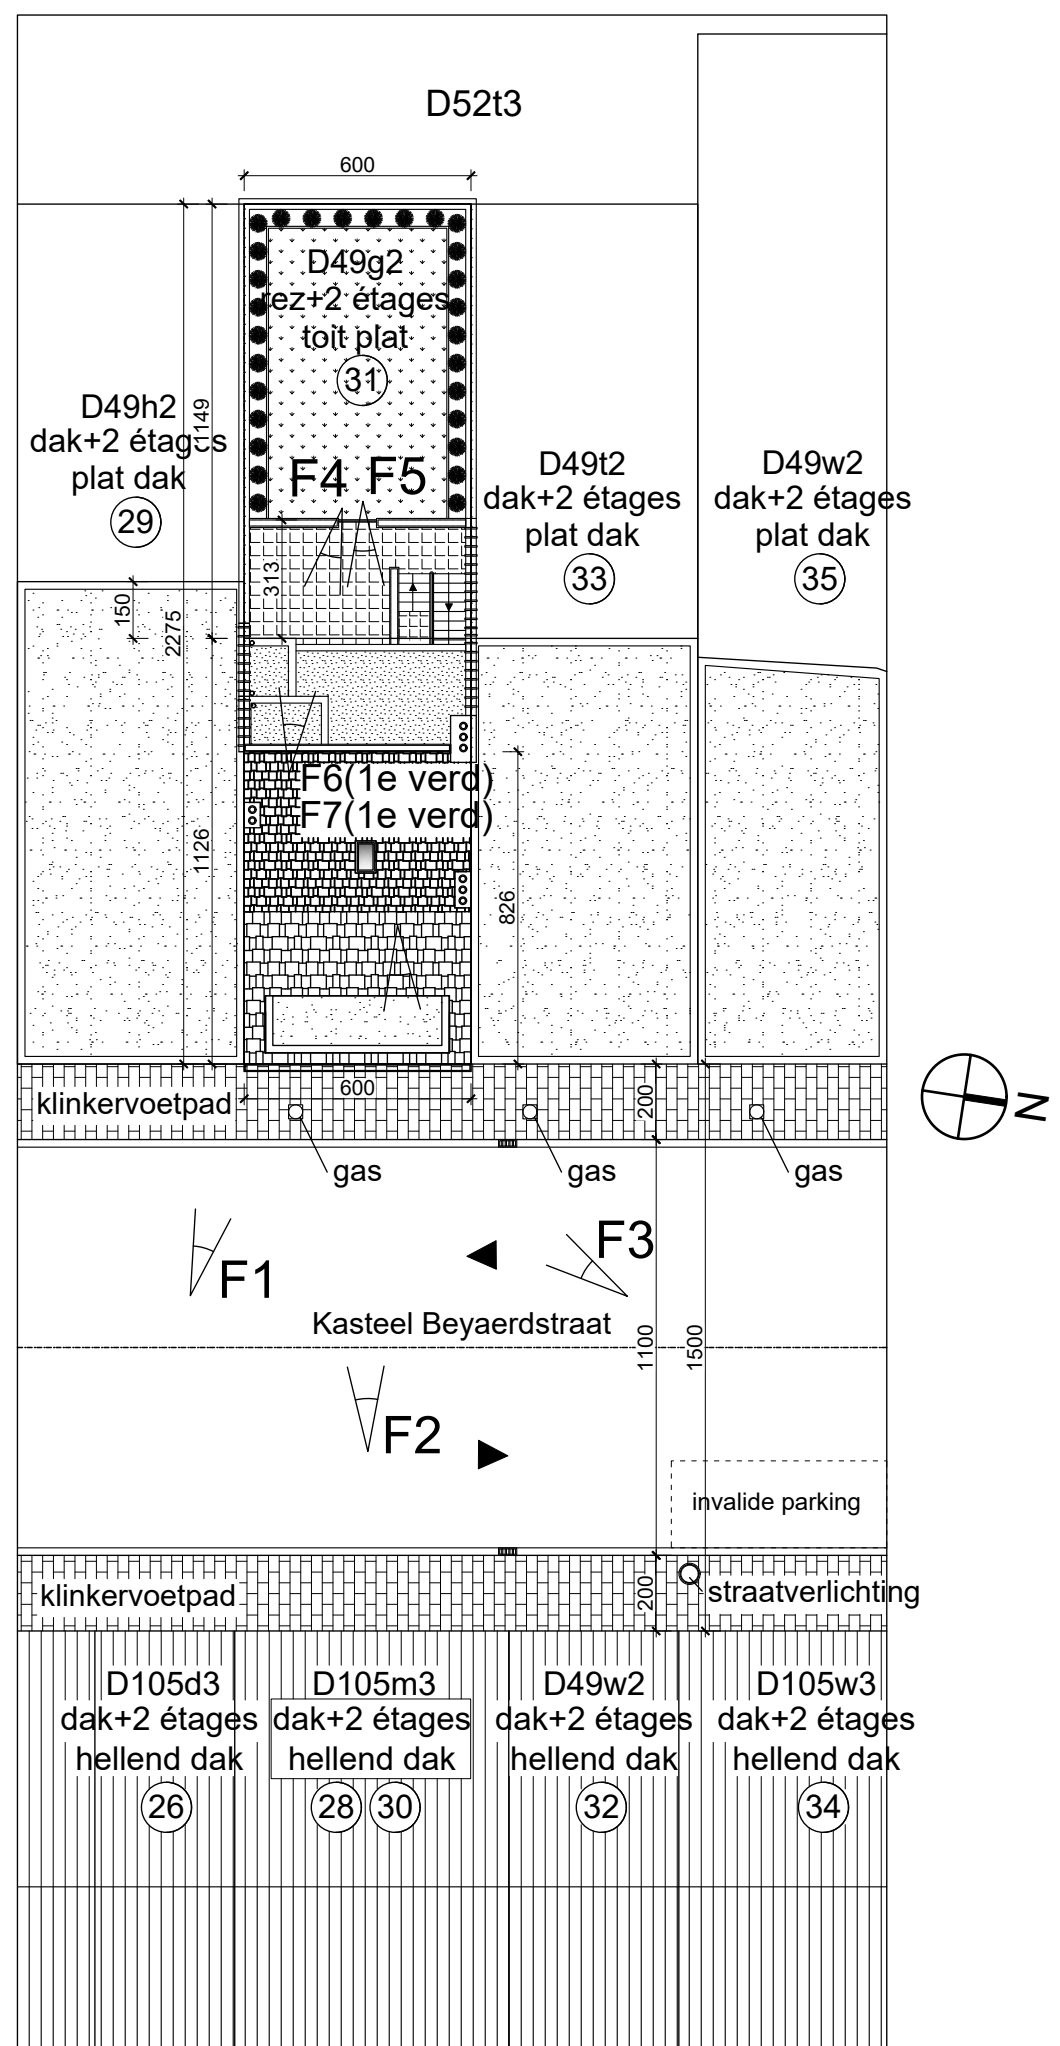 D52t3
600
D49g2
rez+2 étages
toit plat
31
D49h2
dak+2 étages
plat dak
29
1149
F4 F5
D49t2
dak+2 étages
plat dak
33
D49w2
dak+2 étages
plat dak
35
313
150
2275
F6(1e verd)
F7(1e verd)
1126
826
600
klinkervoetpad
200
N
gas
gas
gas
F1
F3
Kasteel Beyaerdstraat
1100
1500
F2
invalide parking
klinkervoetpad
200
straatverlichting
D105d3
dak+2 étages
hellend dak
26
D105m3
dak+2 étages
hellend dak
28 30
D49w2
dak+2 étages
hellend dak
32
D105w3
dak+2 étages
hellend dak
34